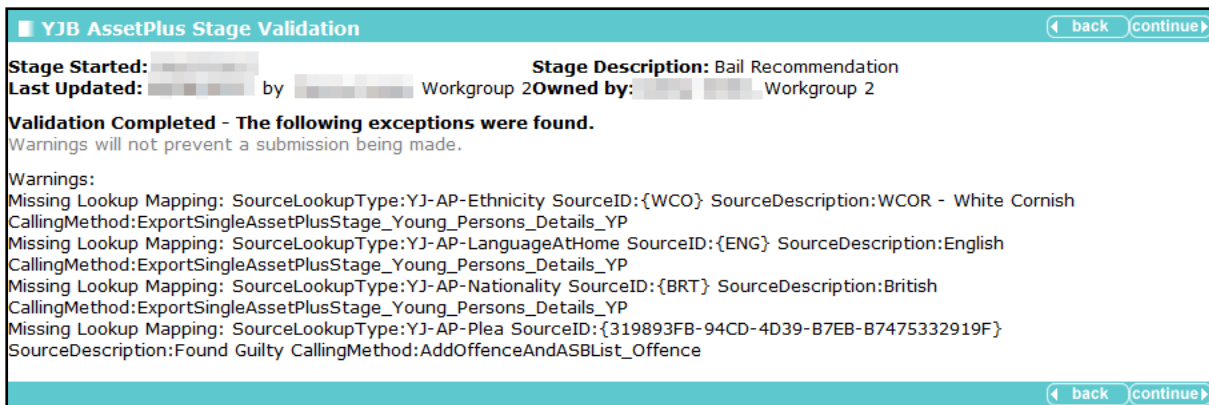 YJB AssetPlus Stage Validation back continue
Stage Started: Stage Description: Bail Recommendation
Last Updated: by Workgroup 2Owned by: Workgroup 2
Validation Completed - The following exceptions were found.
Warnings will not prevent a submission being made.
Warnings:
Missing Lookup Mapping: SourceLookupType:YJ-AP-Ethnicity SourceID:{WCO} SourceDescription:WCOR - White Cornish
CallingMethod:ExportSingleAssetPlusStage_Young_Persons_Details_YP
Missing Lookup Mapping: SourceLookupType:YJ-AP-LanguageAtHome SourceID:{ENG} SourceDescription:English
CallingMethod:ExportSingleAssetPlusStage_Young_Persons_Details_YP
Missing Lookup Mapping: SourceLookupType:YJ-AP-Nationality SourceID:{BRT} SourceDescription:British
CallingMethod:ExportSingleAssetPlusStage_Young_Persons_Details_YP
Missing Lookup Mapping: SourceLookupType:YJ-AP-Plea SourceID:{319893FB-94CD-4D39-B7EB-B7475332919F}
SourceDescription:Found Guilty CallingMethod:AddOffenceAndASBList_Offence
back continue